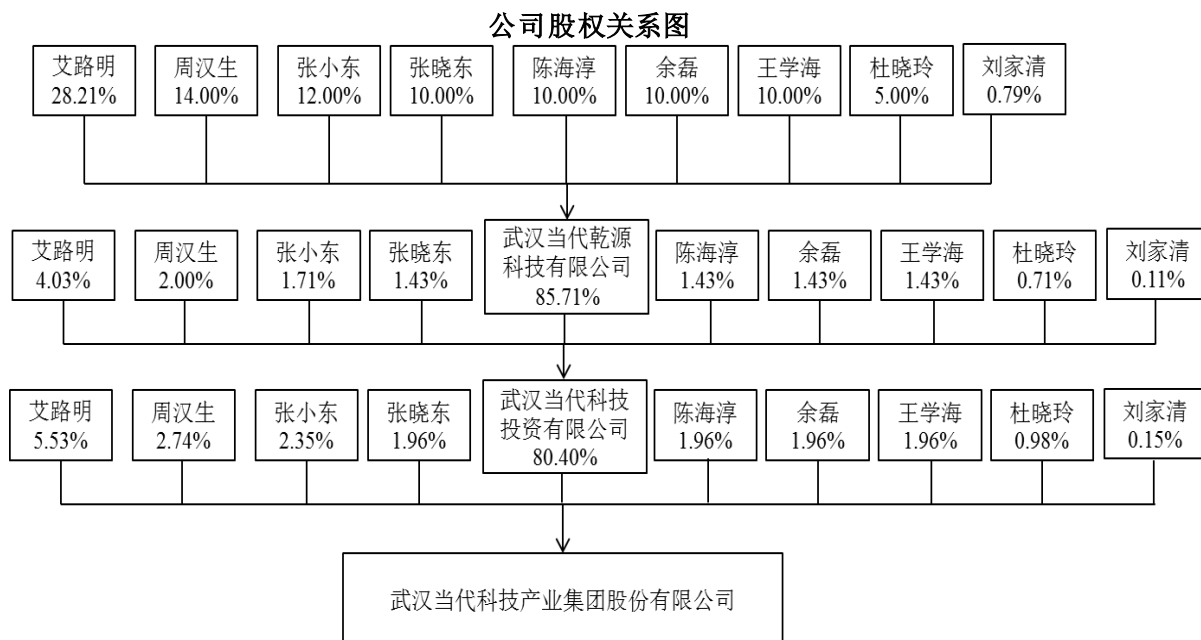 公司股权关系图
艾路明
28.21%
周汉生
14.00%
张小东
12.00%
张晓东
10.00%
陈海淳
10.00%
余磊
10.00%
王学海
10.00%
杜晓玲
5.00%
刘家清
0.79%
艾路明
4.03%
周汉生
2.00%
张小东
1.71%
张晓东
1.43%
武汉当代乾源
科技有限公司
85.71%
陈海淳
1.43%
余磊
1.43%
王学海
1.43%
杜晓玲
0.71%
刘家清
0.11%
艾路明
5.53%
周汉生
2.74%
张小东
2.35%
张晓东
1.96%
武汉当代科技
投资有限公司
80.40%
陈海淳
1.96%
余磊
1.96%
王学海
1.96%
杜晓玲
0.98%
刘家清
0.15%
武汉当代科技产业集团股份有限公司